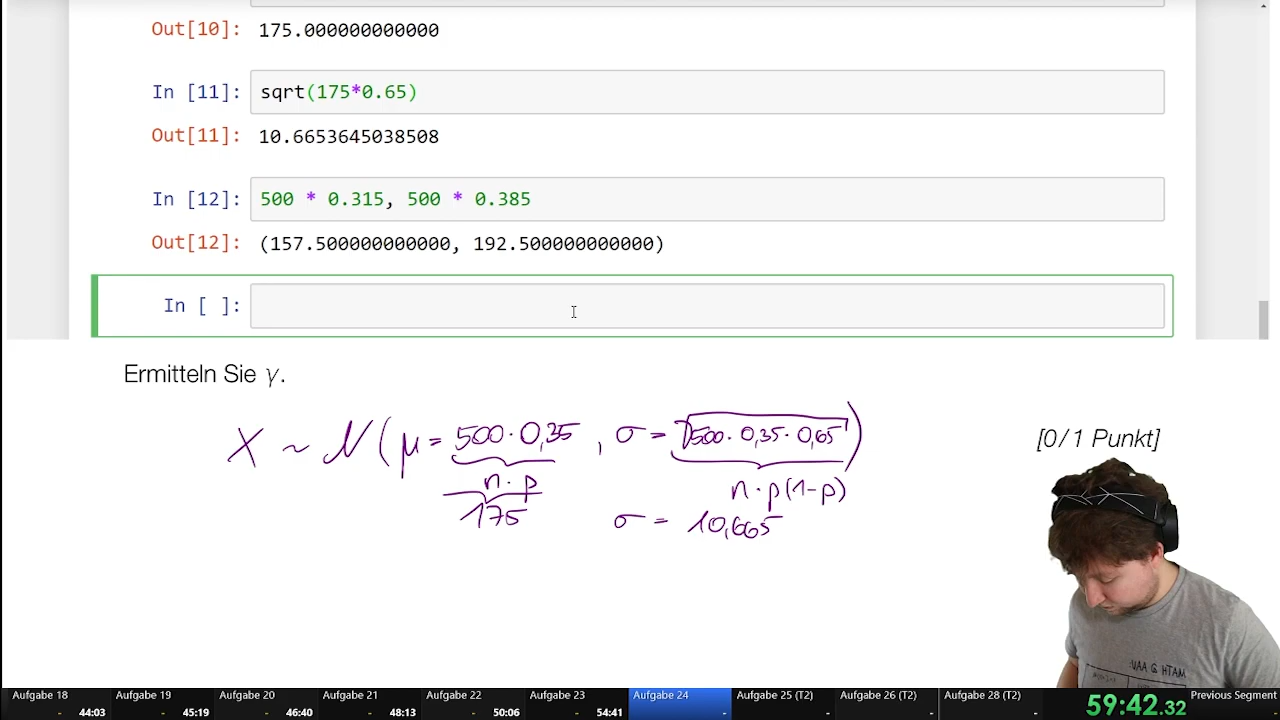 Out[10]: 175.000000000000
In [11]: sqrt(175*0.65)
Out[11]: 10.6653645038508
In [12]: 500 * 0.315, 500 * 0.385
Out[12]: (157.500000000000, 192.500000000000)
In [ ]:
Ermitteln Sie γ.
X ~ N(μ = 500·0,35, σ = √500·0,35·0,65)
[0/1 Punkt]
n·p n·p(1-p)
175 σ = 10,665
:UAA G HTAM
Aufgabe 18 Aufgabe 19 Aufgabe 20 Aufgabe 21 Aufgabe 22 Aufgabe 23 Aufgabe 24 Aufgabe 25 (T2) Aufgabe 26 (T2) Aufgabe 28 (T2) 59:42.32 Previous Segment
- 44:03 - 45:19 - 46:40 - 48:13 - 50:06 - 54:41 - - - - -